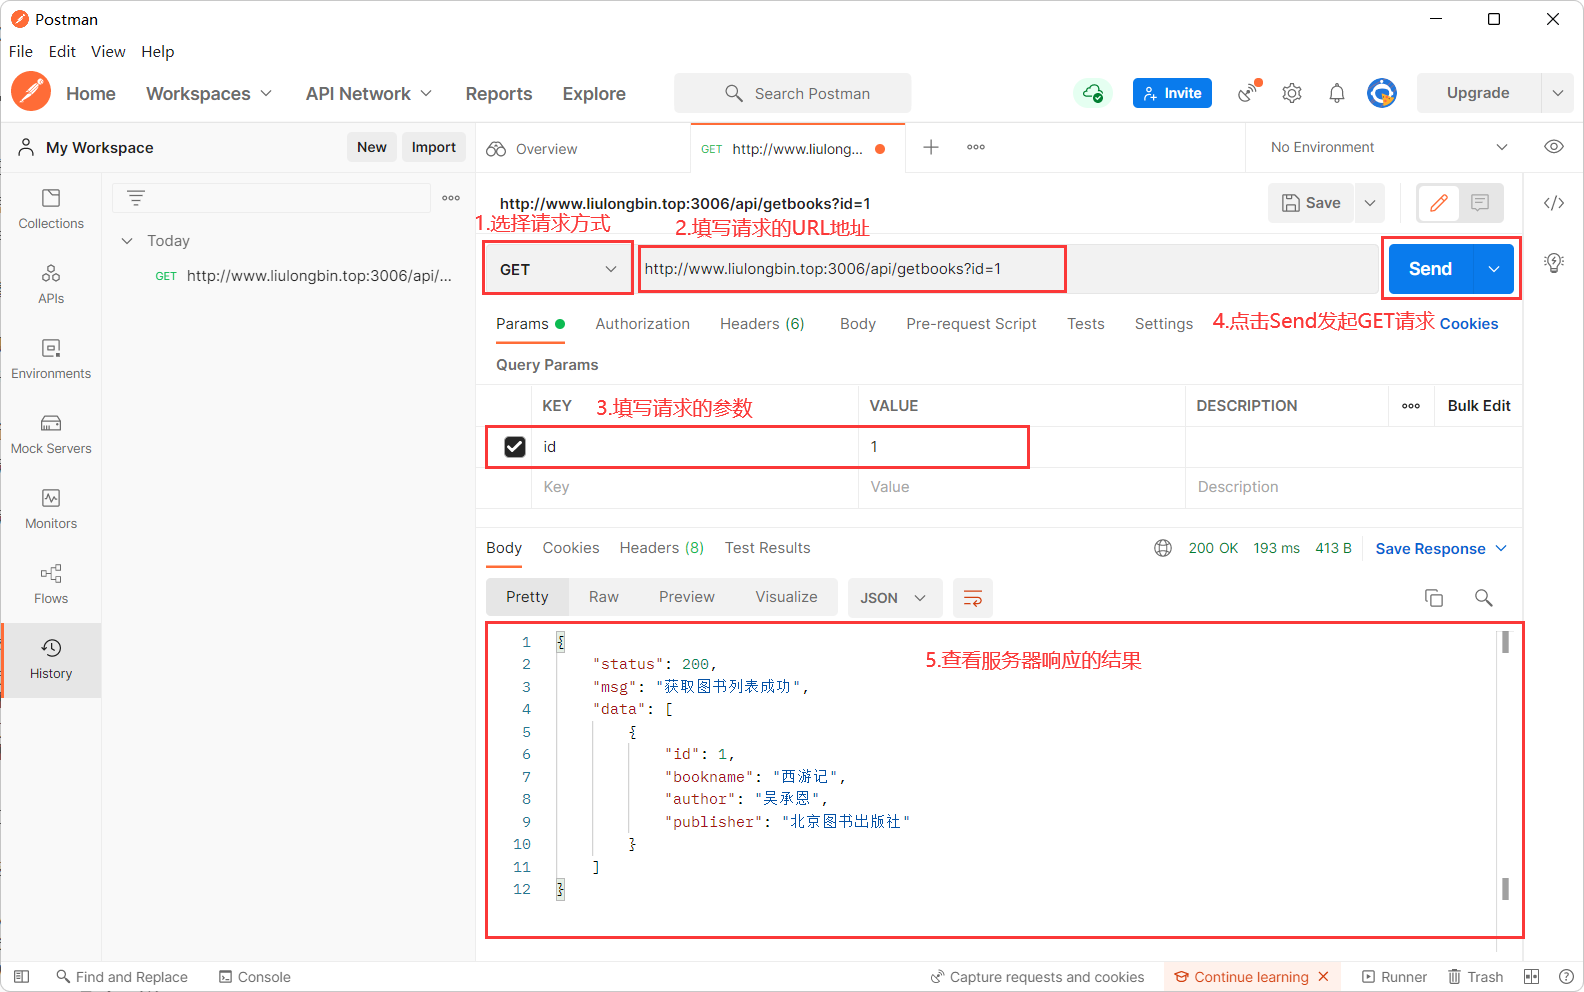 Postman
File Edit View Help
Home Workspaces API Network Reports Explore Search Postman Invite Upgrade
My Workspace New Import Overview GET http://www.liulong... No Environment
http://www.liulongbin.top:3006/api/getbooks?id=1 Save
1.选择请求方式 2.填写请求的URL地址
GET http://www.liulongbin.top:3006/api/getbooks?id=1 Send
Collections
APIs
Environments
Mock Servers
Monitors
Flows
History
Today
GET http://www.liulongbin.top:3006/api/...
Params Authorization Headers (6) Body Pre-request Script Tests Settings 4.点击Send发起GET请求 Cookies
Query Params
KEY 3.填写请求的参数 VALUE DESCRIPTION Bulk Edit
id 1
Key Value Description
Body Cookies Headers (8) Test Results 200 OK 193 ms 413 B Save Response
Pretty Raw Preview Visualize JSON
5.查看服务器响应的结果
1 {
2 "status": 200,
3 "msg": "获取图书列表成功",
4 "data": [
5 {
6 "id": 1,
7 "bookname": "西游记",
8 "author": "吴承恩",
9 "publisher": "北京图书出版社"
10 }
11 ]
12 }
Find and Replace Console Capture requests and cookies Continue learning Runner Trash